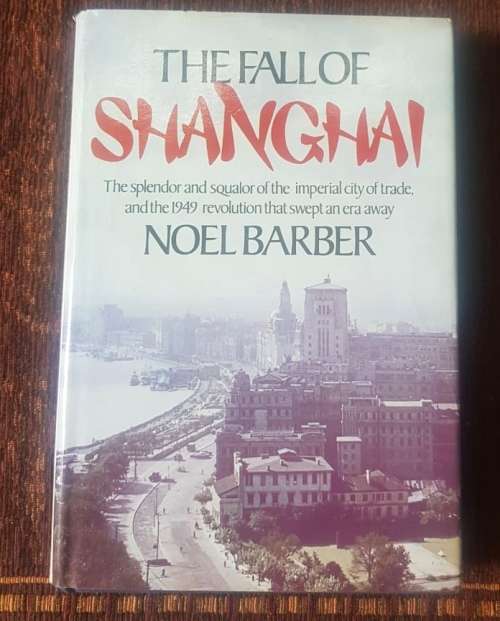 THE FALL OF
SHANGHAI
The splendor and squalor of the imperial city of trade,
and the 1949 revolution that swept an era away
NOEL BARBER